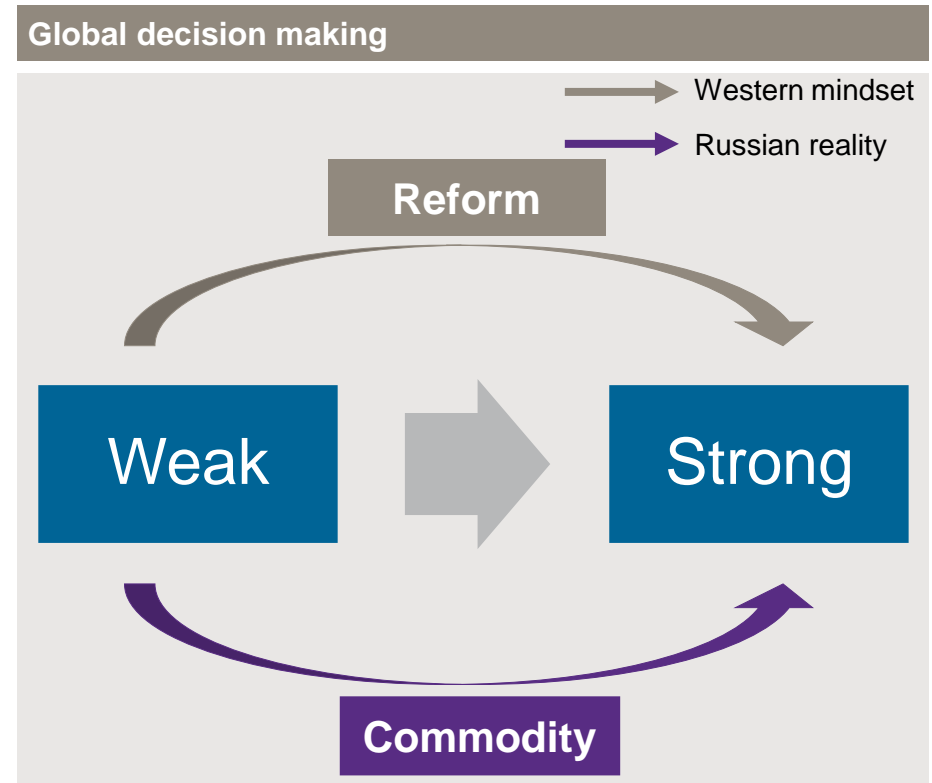 Global decision making
Western mindset
Russian reality
Reform
Weak
Strong
Commodity